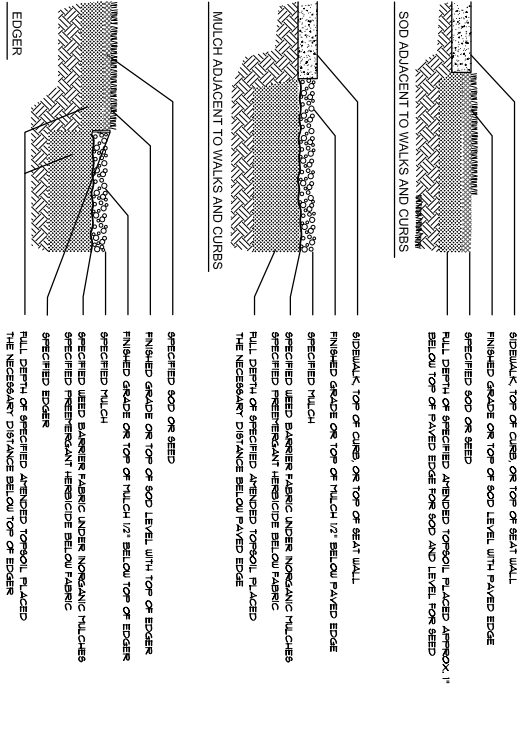 SIDEWALK, TOP OF CURB, OR TOP OF SEAT WALL
FINISHED GRADE OR TOP OF SOD LEVEL WITH PAVED EDGE
SPECIFIED SOD OR SEED
FULL DEPTH OF SPECIFIED AMENDED TOPSOIL PLACED APPROX. 1"
BELOW TOP OF PAVED EDGE FOR SOD AND LEVEL FOR SEED
SOD ADJACENT TO WALKS AND CURBS
SIDEWALK, TOP OF CURB, OR TOP OF SEAT WALL
FINISHED GRADE OR TOP OF MULCH 1/2" BELOW PAVED EDGE
SPECIFIED MULCH
SPECIFIED WEED BARRIER FABRIC UNDER INORGANIC MULCHES
SPECIFIED PREEMERGANT HERBICIDE BELOW FABRIC
FULL DEPTH OF SPECIFIED AMENDED TOPSOIL PLACED
THE NECESSARY DISTANCE BELOW PAVED EDGE
MULCH ADJACENT TO WALKS AND CURBS
SPECIFIED SOD OR SEED
FINISHED GRADE OR TOP OF SOD LEVEL WITH TOP OF EDGER
FINISHED GRADE OR TOP OF MULCH 1/2" BELOW TOP OF EDGER
SPECIFIED MULCH
SPECIFIED WEED BARRIER FABRIC UNDER INORGANIC MULCHES
SPECIFIED PREEMERGANT HERBICIDE BELOW FABRIC
SPECIFIED EDGER
FULL DEPTH OF SPECIFIED AMENDED TOPSOIL PLACED
THE NECESSARY DISTANCE BELOW TOP OF EDGER
EDGER